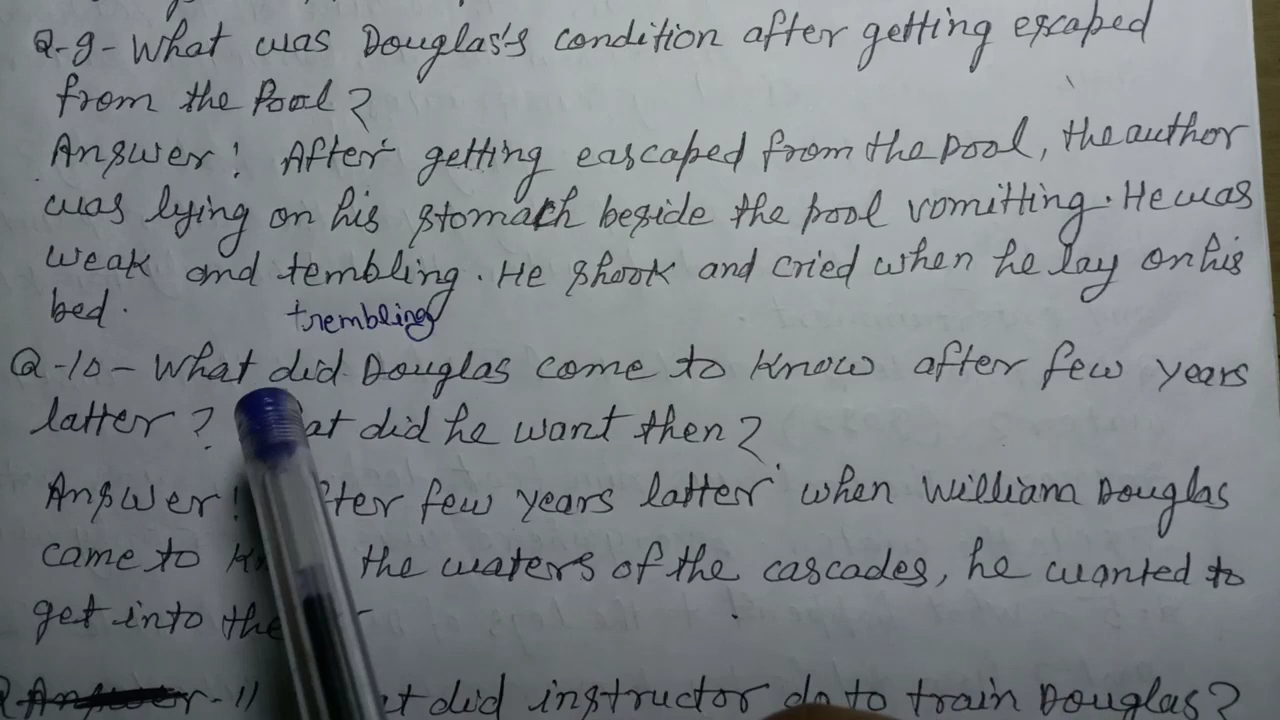 Q-9- What was Douglas's condition after getting escaped
from the Pool?
Answer! After getting eascaped from the pool, the author
was lying on his stomach beside the pool vomitting. He was
weak and tembling. He shook and cried when he lay on his
bed.
trembling
Q-10- What did Douglas come to know after few years
latter? at did he want then?
Answer! ter few years latter when William Douglas
came to the waters of the cascades, he wanted to
get into the
-11 at did instructor do to train Douglas?